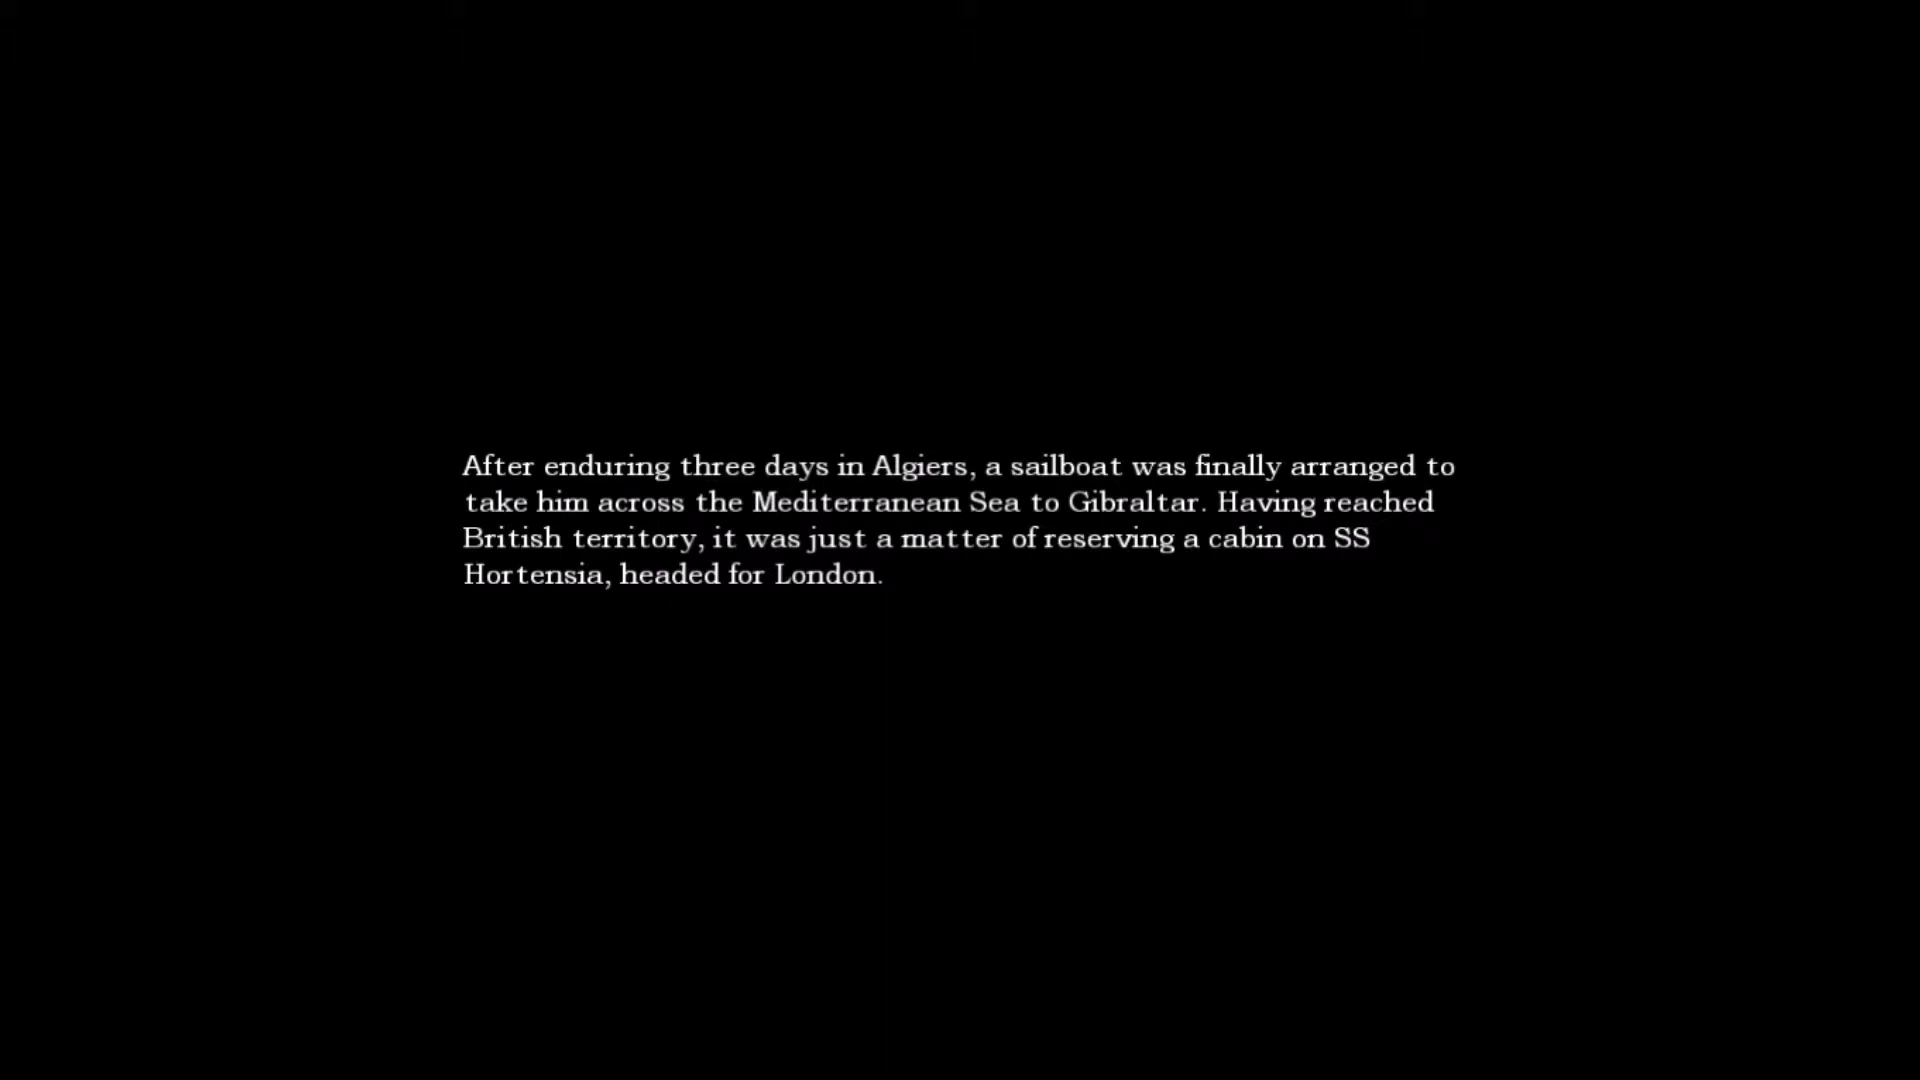 After enduring three days in Algiers, a sailboat was finally arranged to
take him across the Mediterranean Sea to Gibraltar. Having reached
British territory, it was just a matter of reserving a cabin on SS
Hortensia, headed for London.